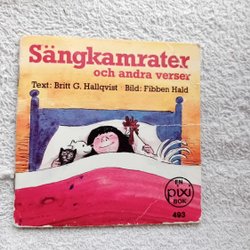 Sängkamrater
och andra verser
Text: Britt G. Hallqvist · Bild: Fibben Hald
EN
pixi
BOK
493